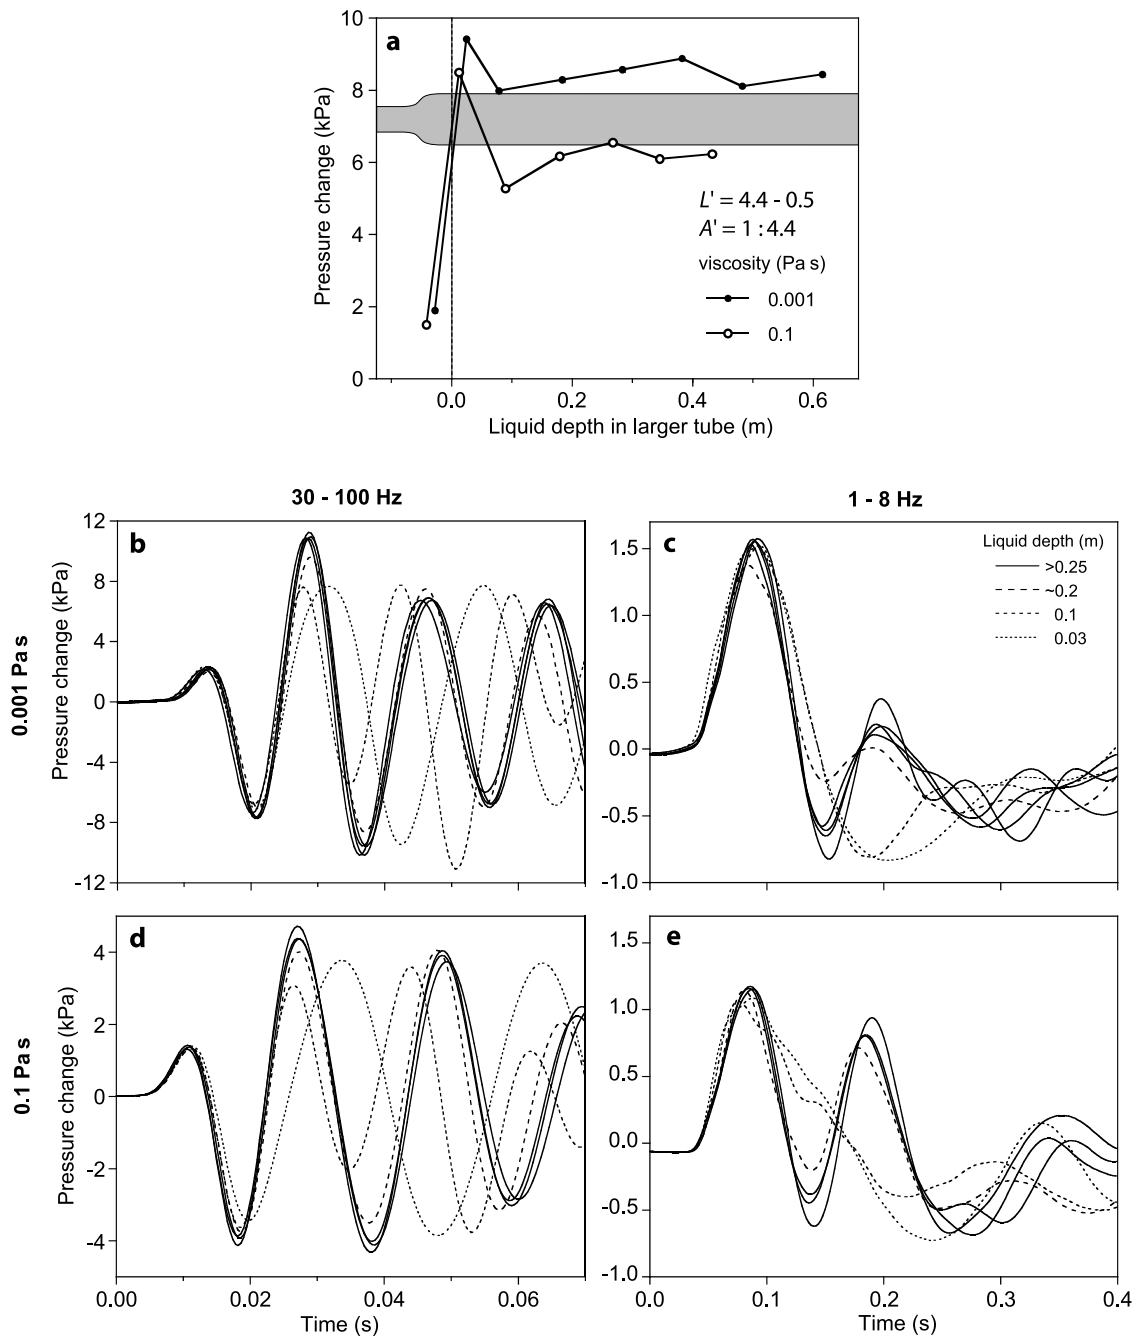 a
10
8
6
4
2
0
Pressure change (kPa)
L' = 4.4 - 0.5
A' = 1 : 4.4
viscosity (Pa s)
0.001
0.1
0.0 0.2 0.4 0.6
Liquid depth in larger tube (m)
30 - 100 Hz
1 - 8 Hz
0.001 Pa s
Pressure change (kPa)
b
12
8
4
0
-4
-8
-12
c
1.5
1.0
0.5
0.0
-0.5
-1.0
Liquid depth (m)
>0.25
~0.2
0.1
0.03
0.1 Pa s
Pressure change (kPa)
d
4
2
0
-2
-4
0.00 0.02 0.04 0.06
Time (s)
e
1.5
1.0
0.5
0.0
-0.5
-1.0
0.0 0.1 0.2 0.3 0.4
Time (s)